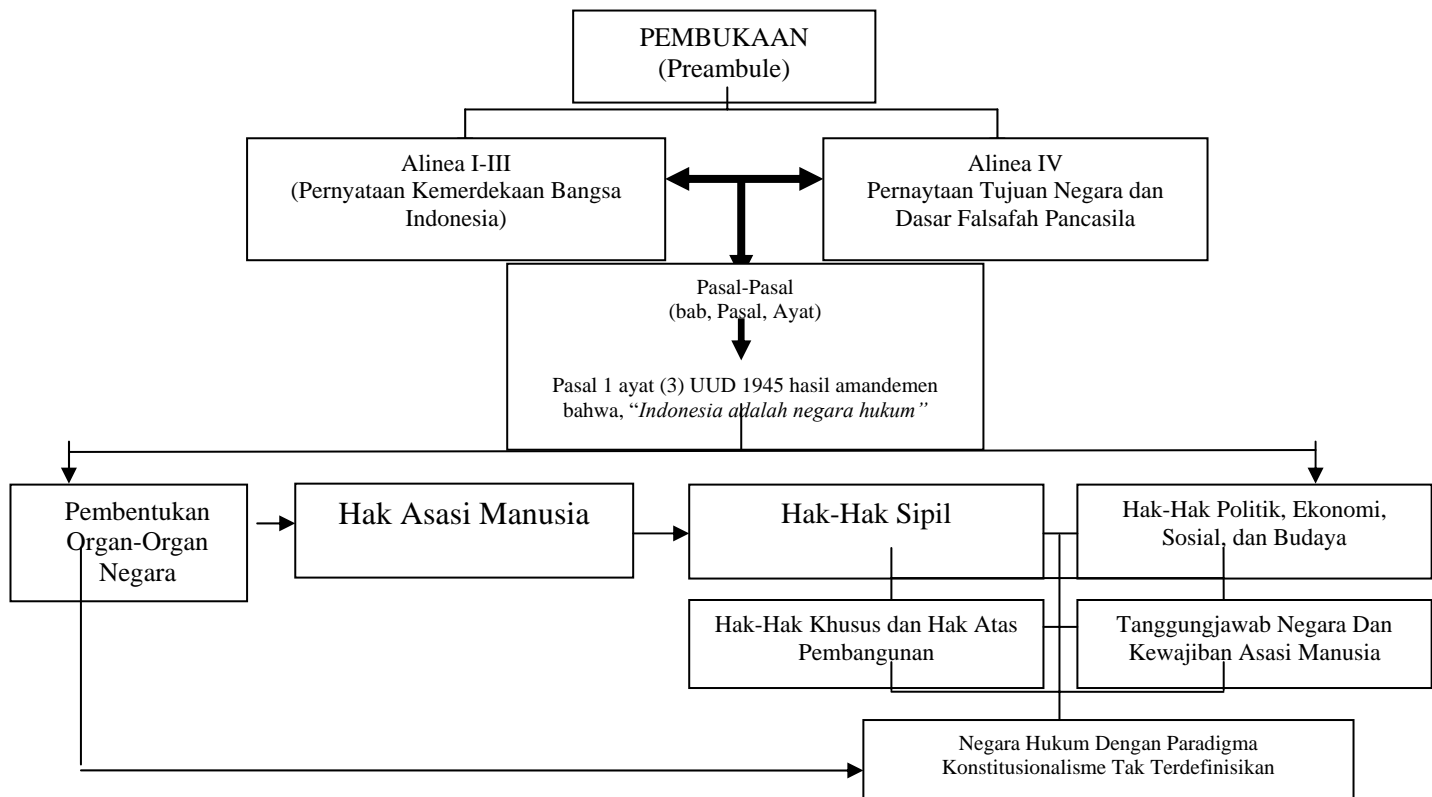 PEMBUKAAN
(Preambule)
Alinea I-III
(Pernyataan Kemerdekaan Bangsa
Indonesia)
Alinea IV
Pernaytaan Tujuan Negara dan
Dasar Falsafah Pancasila
Pasal-Pasal
(bab, Pasal, Ayat)
Pasal 1 ayat (3) UUD 1945 hasil amandemen
bahwa, “Indonesia adalah negara hukum”
Pembentukan
Organ-Organ
Negara
Hak Asasi Manusia
Hak-Hak Sipil
Hak-Hak Politik, Ekonomi,
Sosial, dan Budaya
Hak-Hak Khusus dan Hak Atas
Pembangunan
Tanggungjawab Negara Dan
Kewajiban Asasi Manusia
Negara Hukum Dengan Paradigma
Konstitusionalisme Tak Terdefinisikan